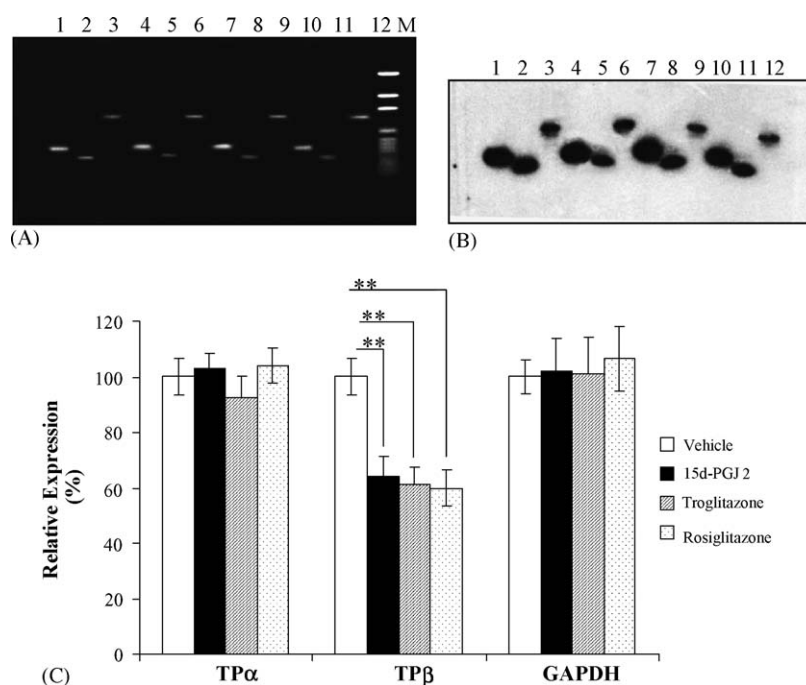 1 2 3 4 5 6 7 8 9 10 11 12 M
(A)
1 2 3 4 5 6 7 8 9 10 11 12
(B)
** 
**
**
Relative Expression
(%)
120
100
80
60
40
20
0
TPα TPβ GAPDH
Vehicle
15d-PGJ 2
Troglitazone
Rosiglitazone
(C)